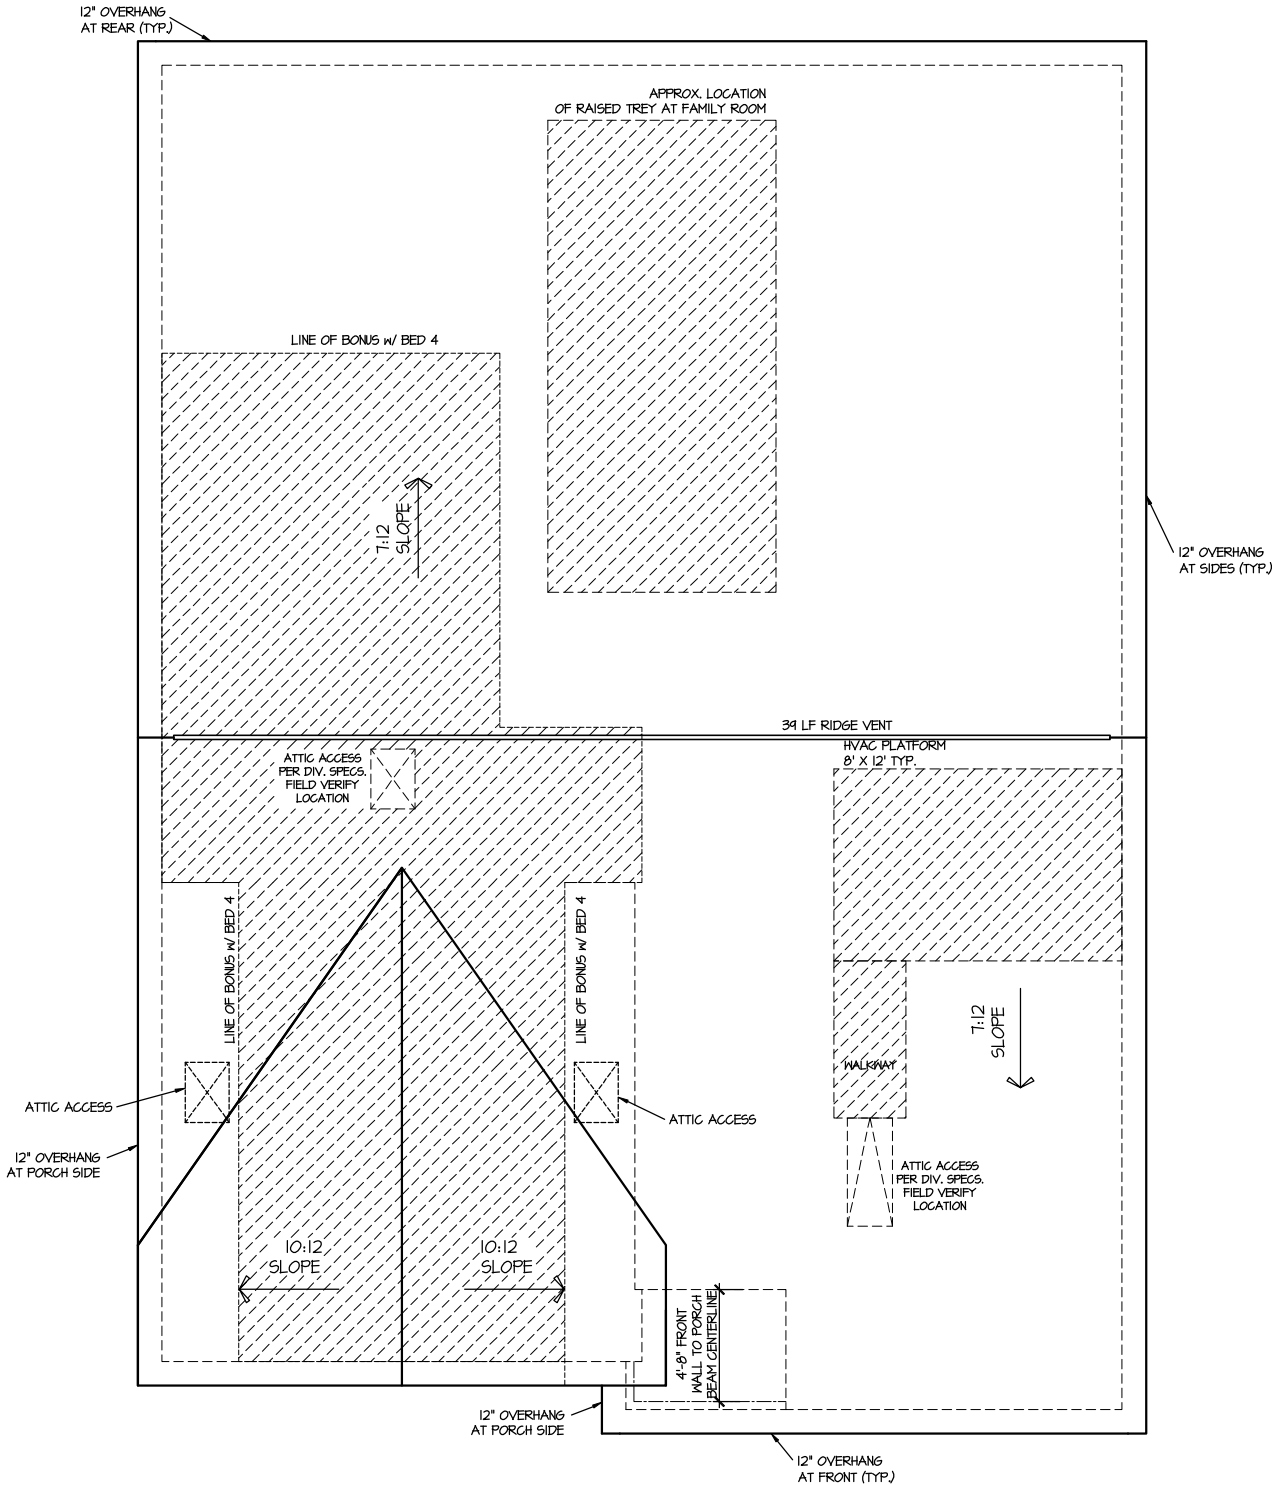 12" OVERHANG
AT REAR (TYP.)
APPROX. LOCATION
OF RAISED TREY AT FAMILY ROOM
LINE OF BONUS w/ BED 4
7:12
SLOPE
12" OVERHANG
AT SIDES (TYP.)
39 LF RIDGE VENT
HVAC PLATFORM
8' X 12' TYP.
ATTIC ACCESS
PER DIV. SPECS.
FIELD VERIFY
LOCATION
LINE OF BONUS w/ BED 4
LINE OF BONUS w/ BED 4
7:12
SLOPE
WALKWAY
ATTIC ACCESS
ATTIC ACCESS
12" OVERHANG
AT PORCH SIDE
ATTIC ACCESS
PER DIV. SPECS.
FIELD VERIFY
LOCATION
10:12
SLOPE
10:12
SLOPE
4'-8" FRONT
WALL TO PORCH
BEAM CENTERLINE
12" OVERHANG
AT PORCH SIDE
12" OVERHANG
AT FRONT (TYP.)